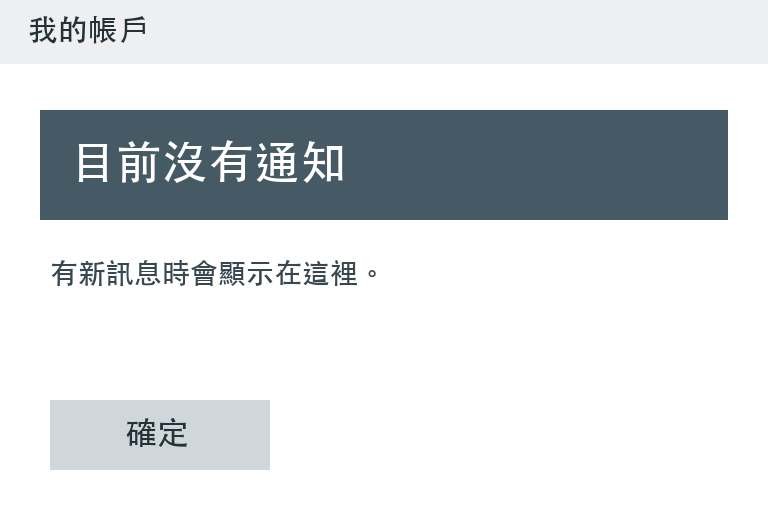 我的帳戶
目前沒有通知
有新訊息時會顯示在這裡。
確定